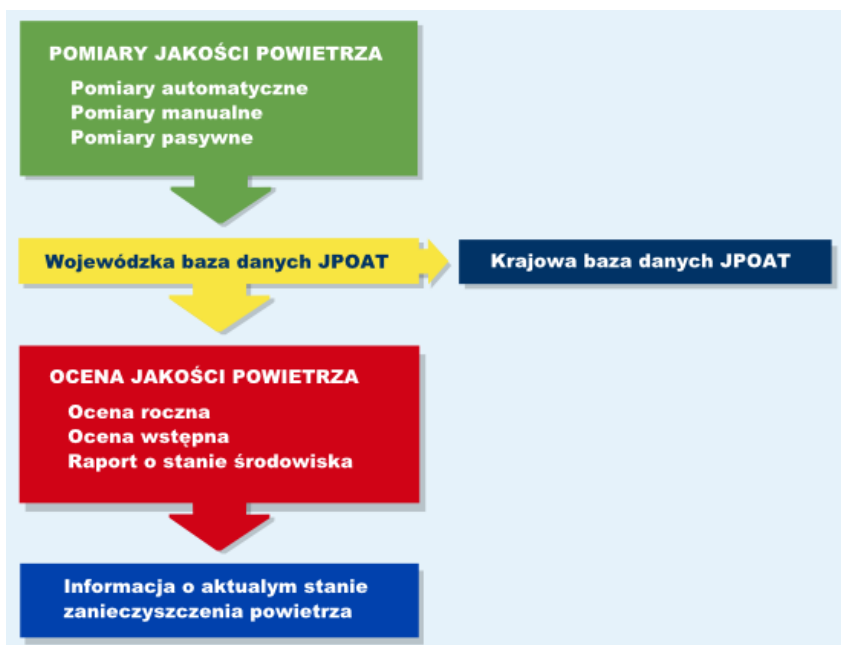 POMIARY JAKOŚCI POWIETRZA
Pomiary automatyczne
Pomiary manualne
Pomiary pasywne
Wojewódzka baza danych JPOAT
Krajowa baza danych JPOAT
OCENA JAKOŚCI POWIETRZA
Ocena roczna
Ocena wstępna
Raport o stanie środowiska
Informacja o aktualym stanie
zanieczyszczenia powietrza